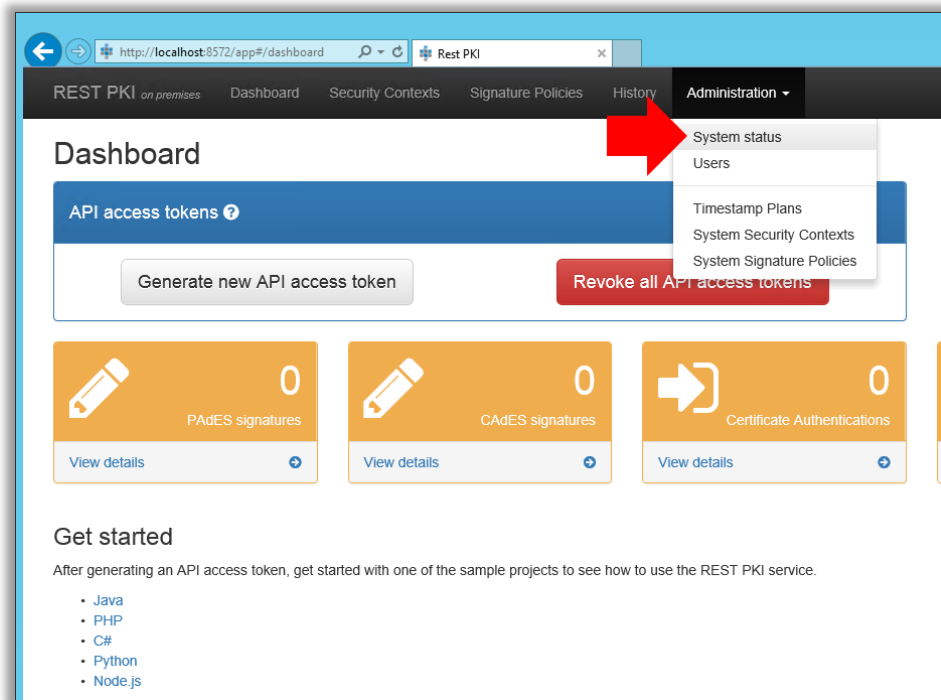 http://localhost:8572/app#/dashboard
Rest PKI
REST PKI on premises Dashboard Security Contexts Signature Policies History Administration
System status
Users
Timestamp Plans
System Security Contexts
System Signature Policies
Dashboard
API access tokens
Generate new API access token
Revoke all API access tokens
0
PAdES signatures
View details
0
CAdES signatures
View details
0
Certificate Authentications
View details
Get started
After generating an API access token, get started with one of the sample projects to see how to use the REST PKI service.
• Java
• PHP
• C#
• Python
• Node.js